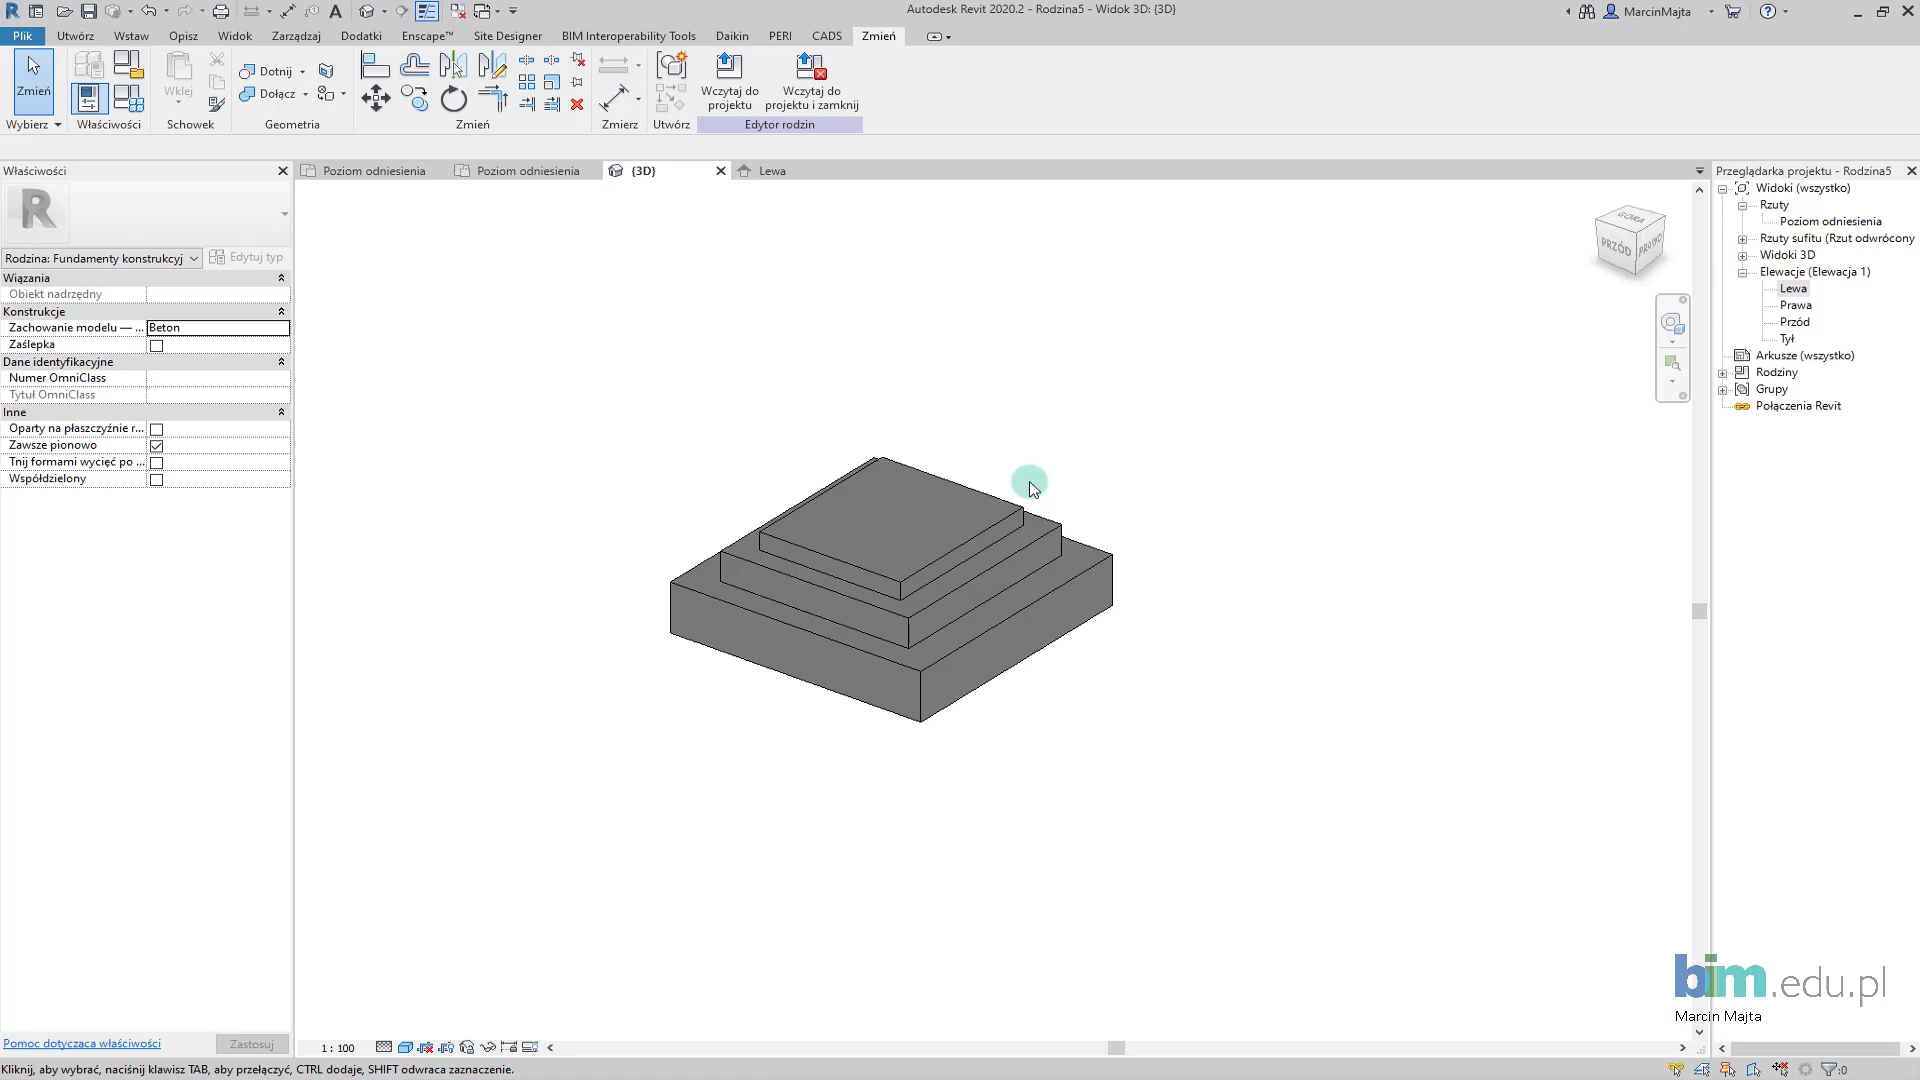 Autodesk Revit 2020.2 - Rodzina5 - Widok 3D: {3D}
MarcinMajta
Plik Utwórz Wstaw Opisz Widok Zarządzaj Dodatki Enscape™ Site Designer BIM Interoperability Tools Daikin PERI CADS Zmień
Zmień
Wklej
Dotnij
Dołącz
Wczytaj do projektu
Wczytaj do projektu i zamknij
Wybierz Właściwości Schowek Geometria Zmień Zmierz Utwórz Edytor rodzin
Właściwości
Poziom odniesienia
Poziom odniesienia
{3D}
Lewa
Przeglądarka projektu - Rodzina5
R
Rodzina: Fundamenty konstrukcyj
Edytuj typ
Wiązania
Obiekt nadrzędny
Konstrukcje
Zachowanie modelu — ... Beton
Zaślepka
Dane identyfikacyjne
Numer OmniClass
Tytuł OmniClass
Inne
Oparty na płaszczyźnie r...
Zawsze pionowo
Tnij formami wycięć po ...
Współdzielony
GÓRA
PRZÓD
PRAWO
Widoki (wszystko)
Rzuty
Poziom odniesienia
Rzuty sufitu (Rzut odwrócony
Widoki 3D
Elewacje (Elewacja 1)
Lewa
Prawa
Przód
Tył
Arkusze (wszystko)
Rodziny
Grupy
Połączenia Revit
bim.edu.pl
Marcin Majta
Pomoc dotycząca właściwości
Zastosuj
1 : 100
Kliknij, aby wybrać, naciśnij klawisz TAB, aby przełączyć, CTRL dodaje, SHIFT odwraca zaznaczenie.
:0